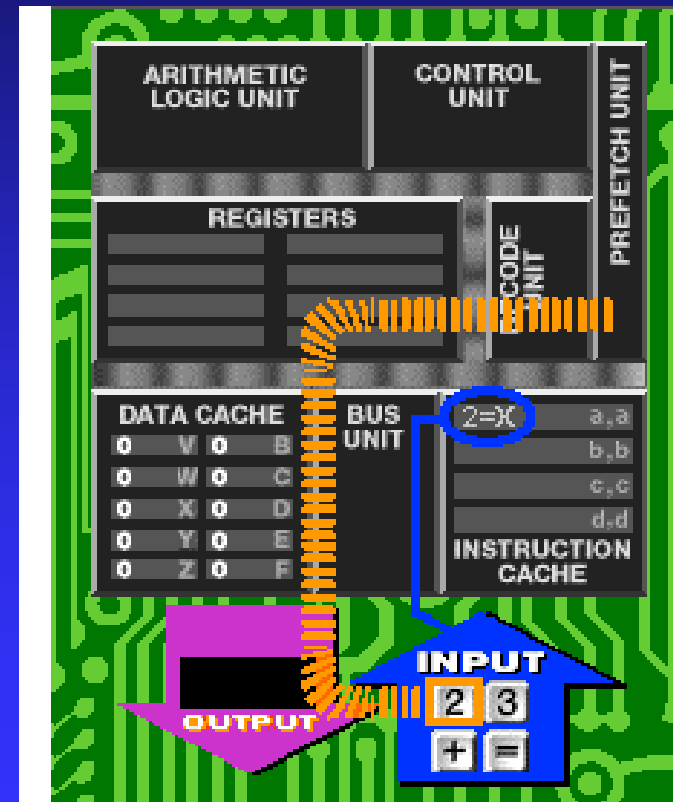 ARITHMETIC
LOGIC UNIT
CONTROL
UNIT
PREFETCH UNIT
REGISTERS
UNIT
DATA CACHE
0 V 0 B
0 W 0 C
0 X 0 D
0 Y 0 E
0 Z 0 F
BUS
UNIT
2=X a,a
b,b
c,c
d,d
INSTRUCTION
CACHE
OUTPUT
INPUT
2 3
+ =